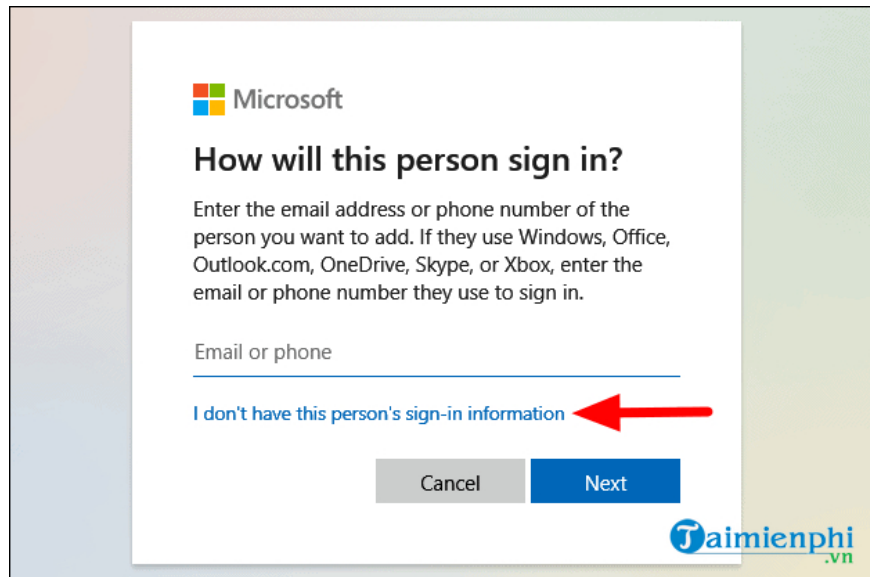 Microsoft
How will this person sign in?
Enter the email address or phone number of the
person you want to add. If they use Windows, Office,
Outlook.com, OneDrive, Skype, or Xbox, enter the
email or phone number they use to sign in.
Email or phone
I don't have this person's sign-in information
Cancel
Next
Taimienphi
.vn